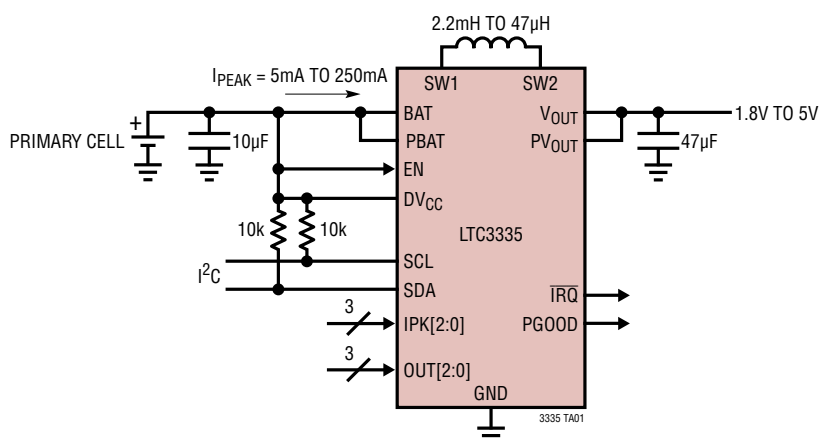 2.2mH TO 47µH
IPEAK = 5mA TO 250mA
SW1
SW2
BAT
VOUT
1.8V TO 5V
+
PRIMARY CELL
10µF
PBAT
PVOUT
47µF
EN
DVCC
10k
10k
LTC3335
SCL
I2C
SDA
IRQ
3
IPK[2:0]
PGOOD
3
OUT[2:0]
GND
3335 TA01